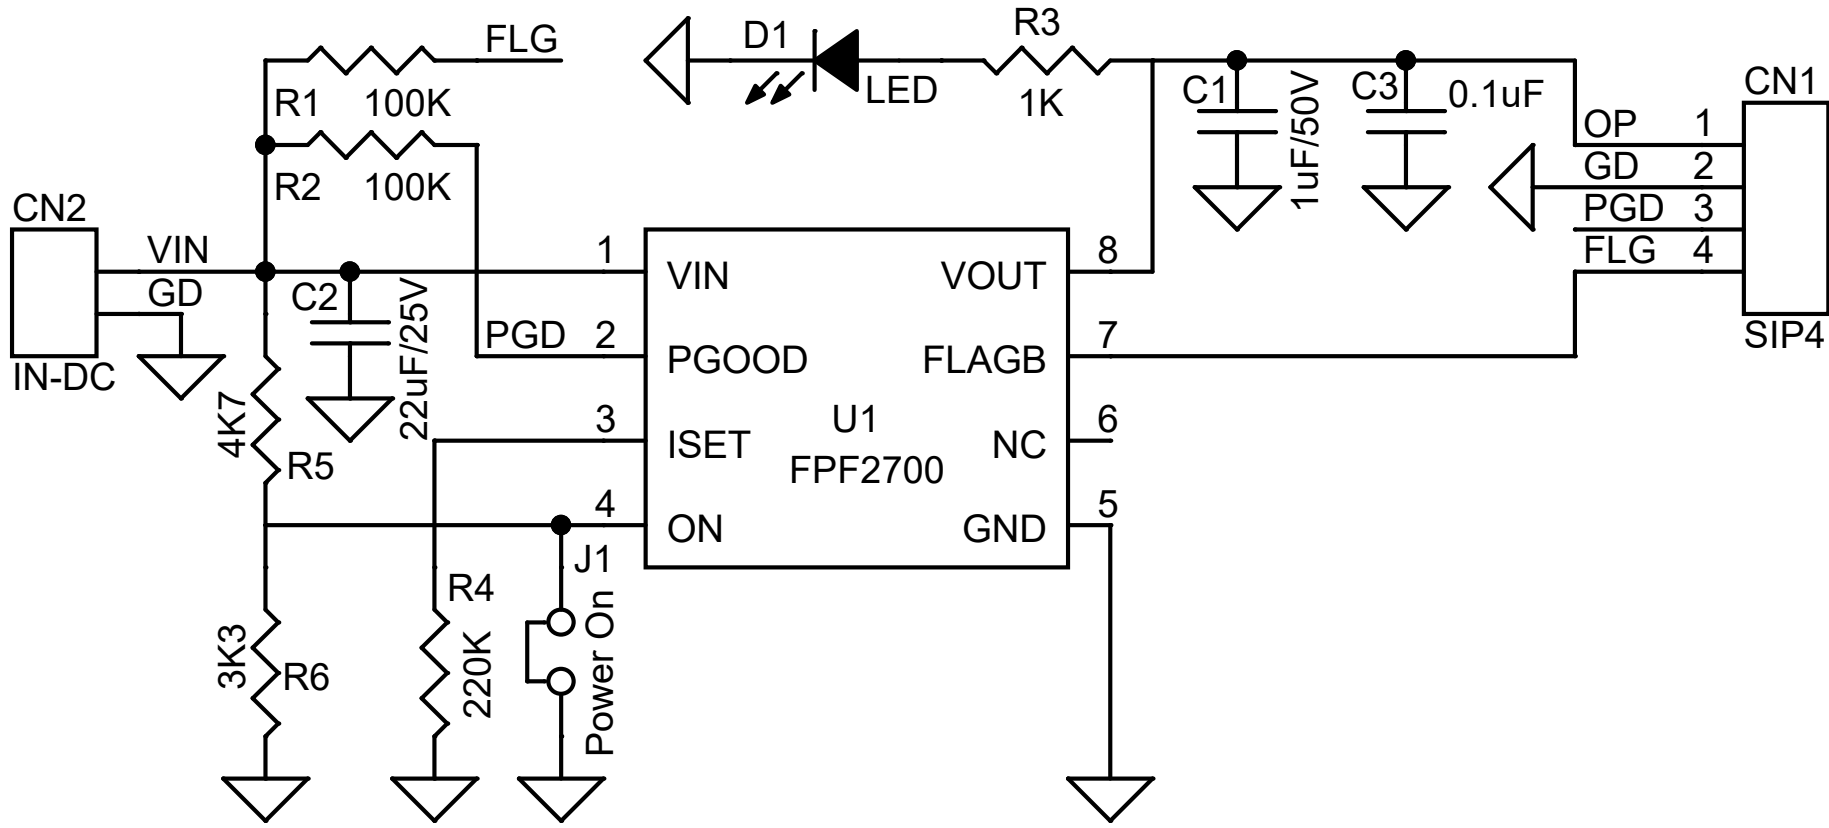 FLG
R1 100K
R2 100K
D1
LED
R3
1K
C1
1uF/50V
C3
0.1uF
CN1
OP 1
GD 2
PGD 3
FLG 4
SIP4
CN2
VIN
GD
IN-DC
C2
22uF/25V
4K7
R5
3K3
R6
PGD
1 VIN
2 PGOOD
3 ISET
4 ON
U1
FPF2700
VOUT 8
FLAGB 7
NC 6
GND 5
R4
220K
J1
Power On